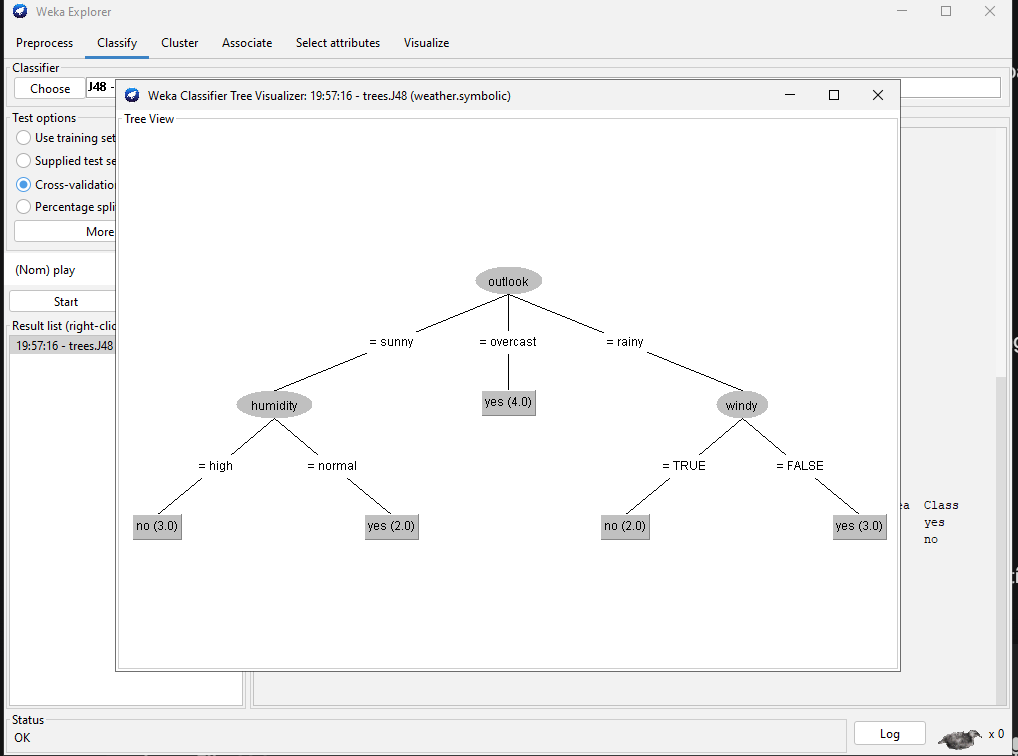 Weka Explorer
Preprocess Classify Cluster Associate Select attributes Visualize
Classifier
Choose J48 -
Weka Classifier Tree Visualizer: 19:57:16 - trees.J48 (weather.symbolic)
Tree View
Test options
Use training set
Supplied test se
Cross-validation
Percentage spli
More
(Nom) play
Start
Result list (right-clic
19:57:16 - trees.J48
outlook
= sunny = overcast = rainy
humidity yes (4.0) windy
= high = normal = TRUE = FALSE
no (3.0) yes (2.0) no (2.0) yes (3.0)
ea Class
yes
no
Status
OK
Log x 0